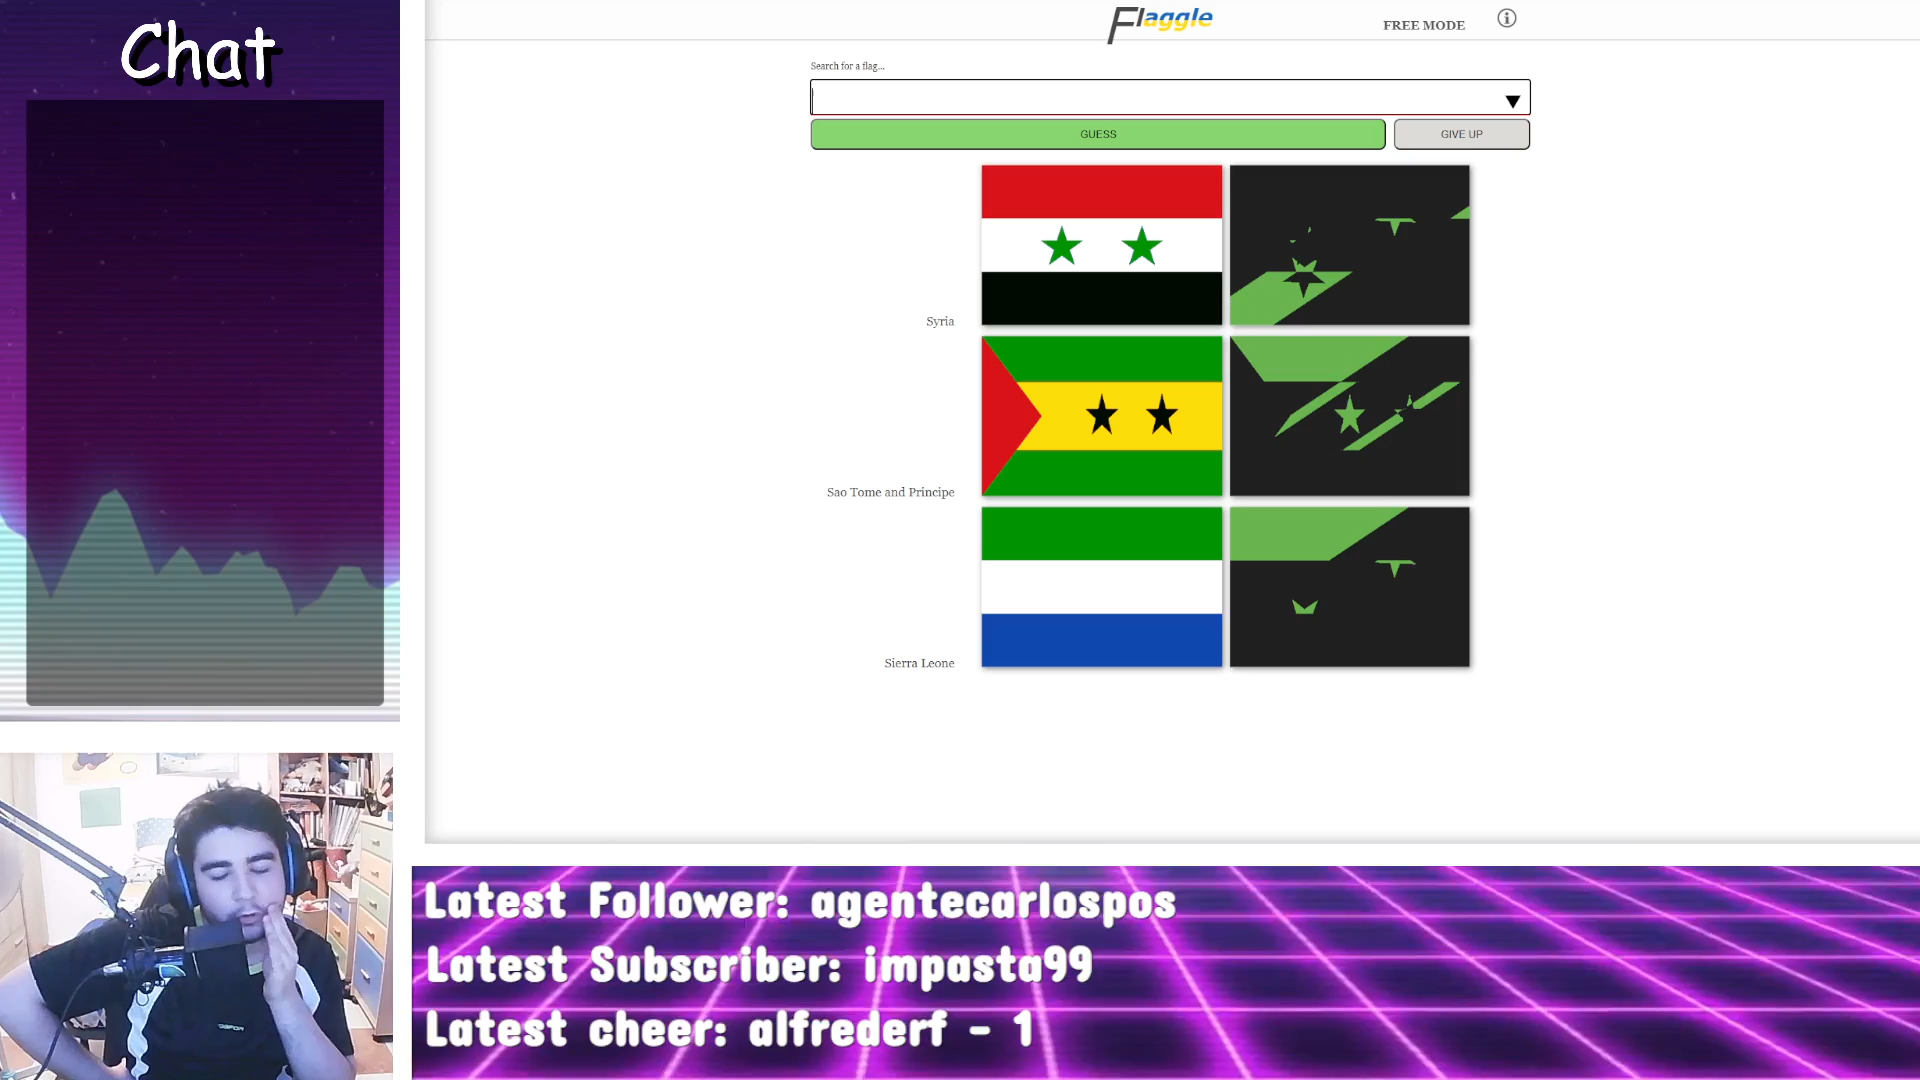 Chat
Flaggle
FREE MODE
Search for a flag...
GUESS
GIVE UP
Syria
Sao Tome and Principe
Sierra Leone
Latest Follower: agentecarlospos
Latest Subscriber: impasta99
Latest cheer: alfrederf - 1